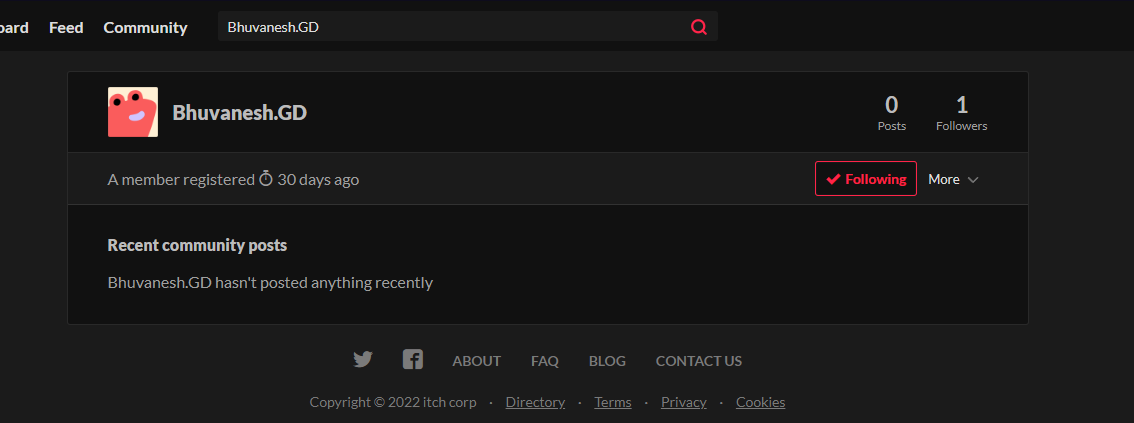 Feed Community Bhuvanesh.GD
Bhuvanesh.GD
0 1
Posts Followers
A member registered 30 days ago
Following More
Recent community posts
Bhuvanesh.GD hasn't posted anything recently
ABOUT FAQ BLOG CONTACT US
Copyright © 2022 itch corp · Directory · Terms · Privacy · Cookies